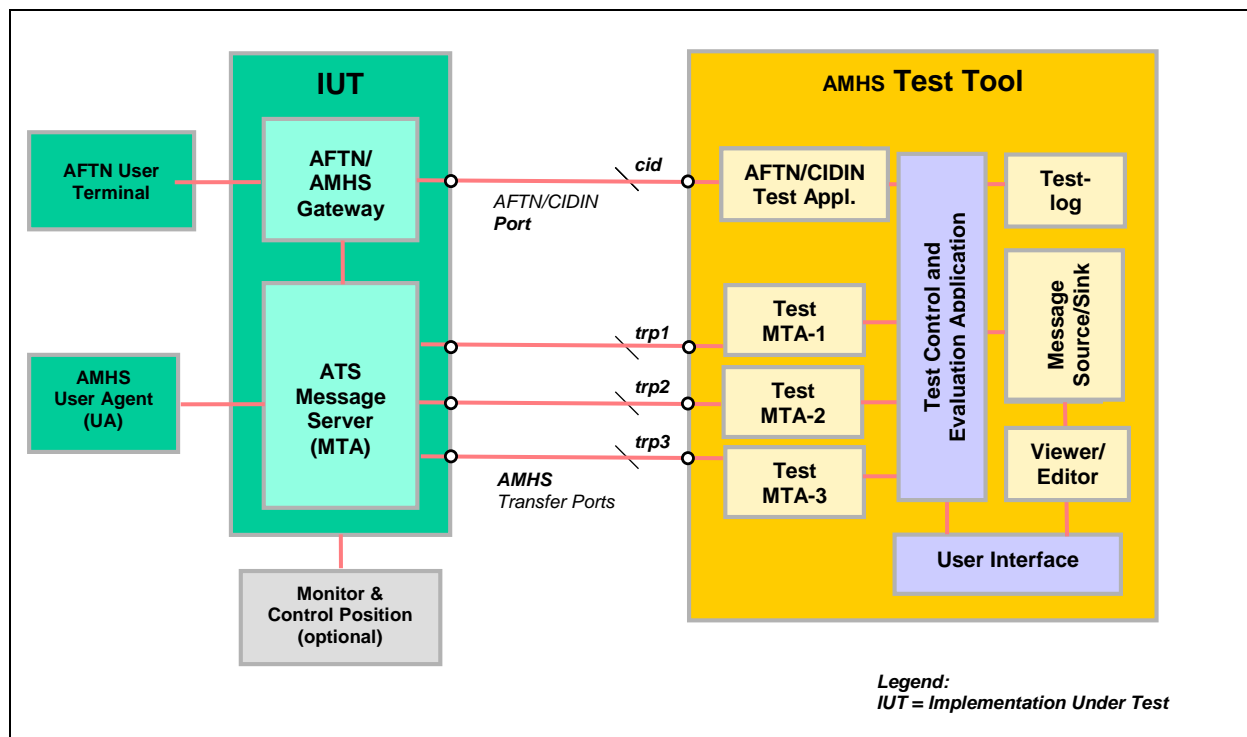 IUT
AMHS Test Tool
AFTN User
Terminal
AFTN/
AMHS
Gateway
cid
AFTN/CIDIN
Port
AFTN/CIDIN
Test Appl.
Test-
log
Test Control and
Evaluation Application
Message
Source/Sink
AMHS
User Agent
(UA)
ATS
Message
Server
(MTA)
trp1
trp2
trp3
AMHS
Transfer Ports
Test
MTA-1
Test
MTA-2
Test
MTA-3
Viewer/
Editor
User Interface
Monitor &
Control Position
(optional)
Legend:
IUT = Implementation Under Test